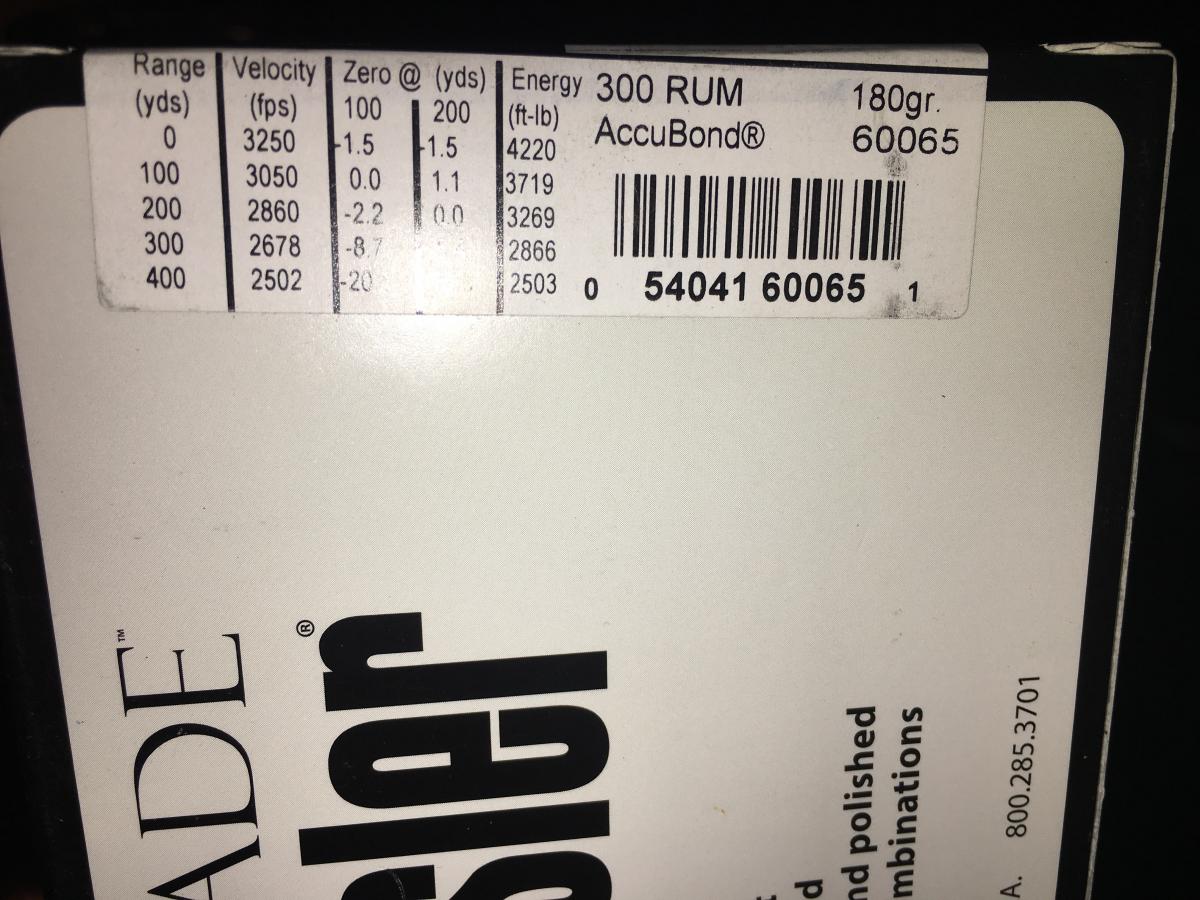 Range (yds) | Velocity (fps) | Zero @ (yds) 100 | 200 | Energy (ft-lb)
0 | 3250 | -1.5 | -1.5 | 4220
100 | 3050 | 0.0 | 1.1 | 3719
200 | 2860 | -2.2 | 0.0 | 3269
300 | 2678 | -8.7 | 2866
400 | 2502 | -20 | 2503
300 RUM 180gr.
AccuBond® 60065
0 54041 60065 1
ADE™
sler®
nd polished
mbinations
A. 800.285.3701